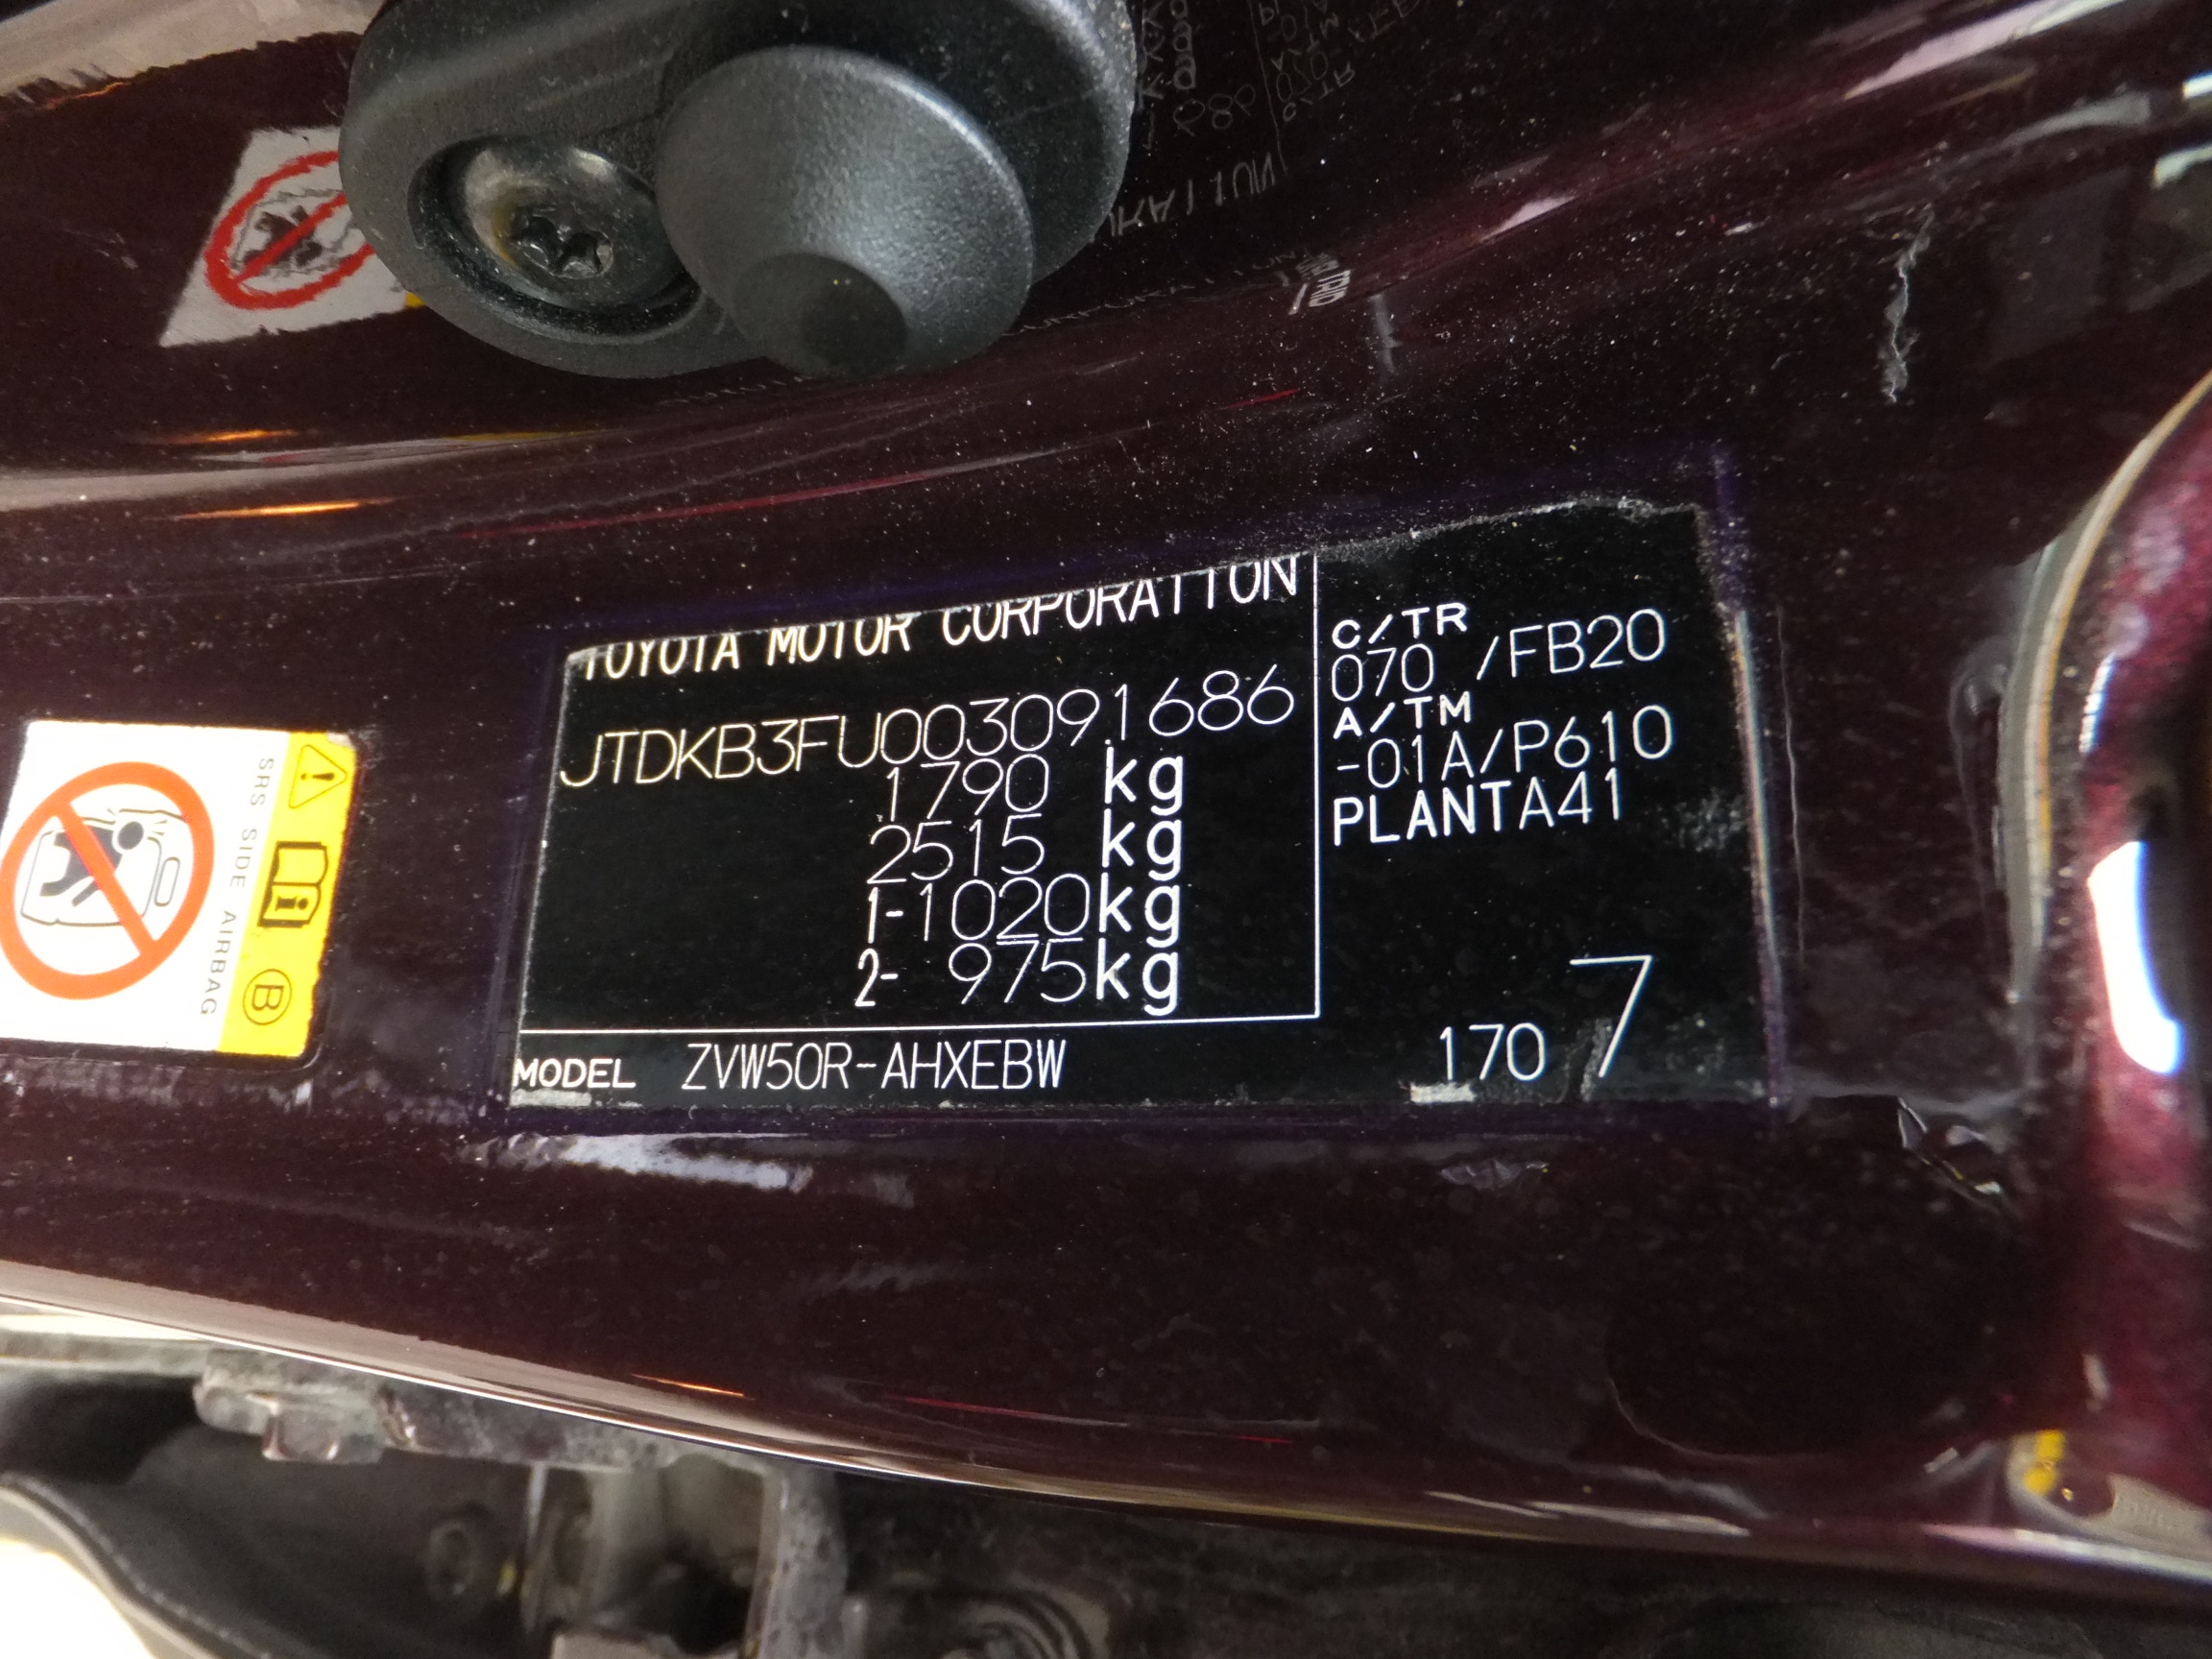 TOYOTA MOTOR CORPORATION
JTDKB3FU003091686
1790 kg
2515 kg
1-1020kg
2- 975kg
MODEL ZVW50R-AHXEBW
C/TR
070 /FB20
A/TM
-01A/P610
PLANTA41
170 7
SRS SIDE AIRBAG
B